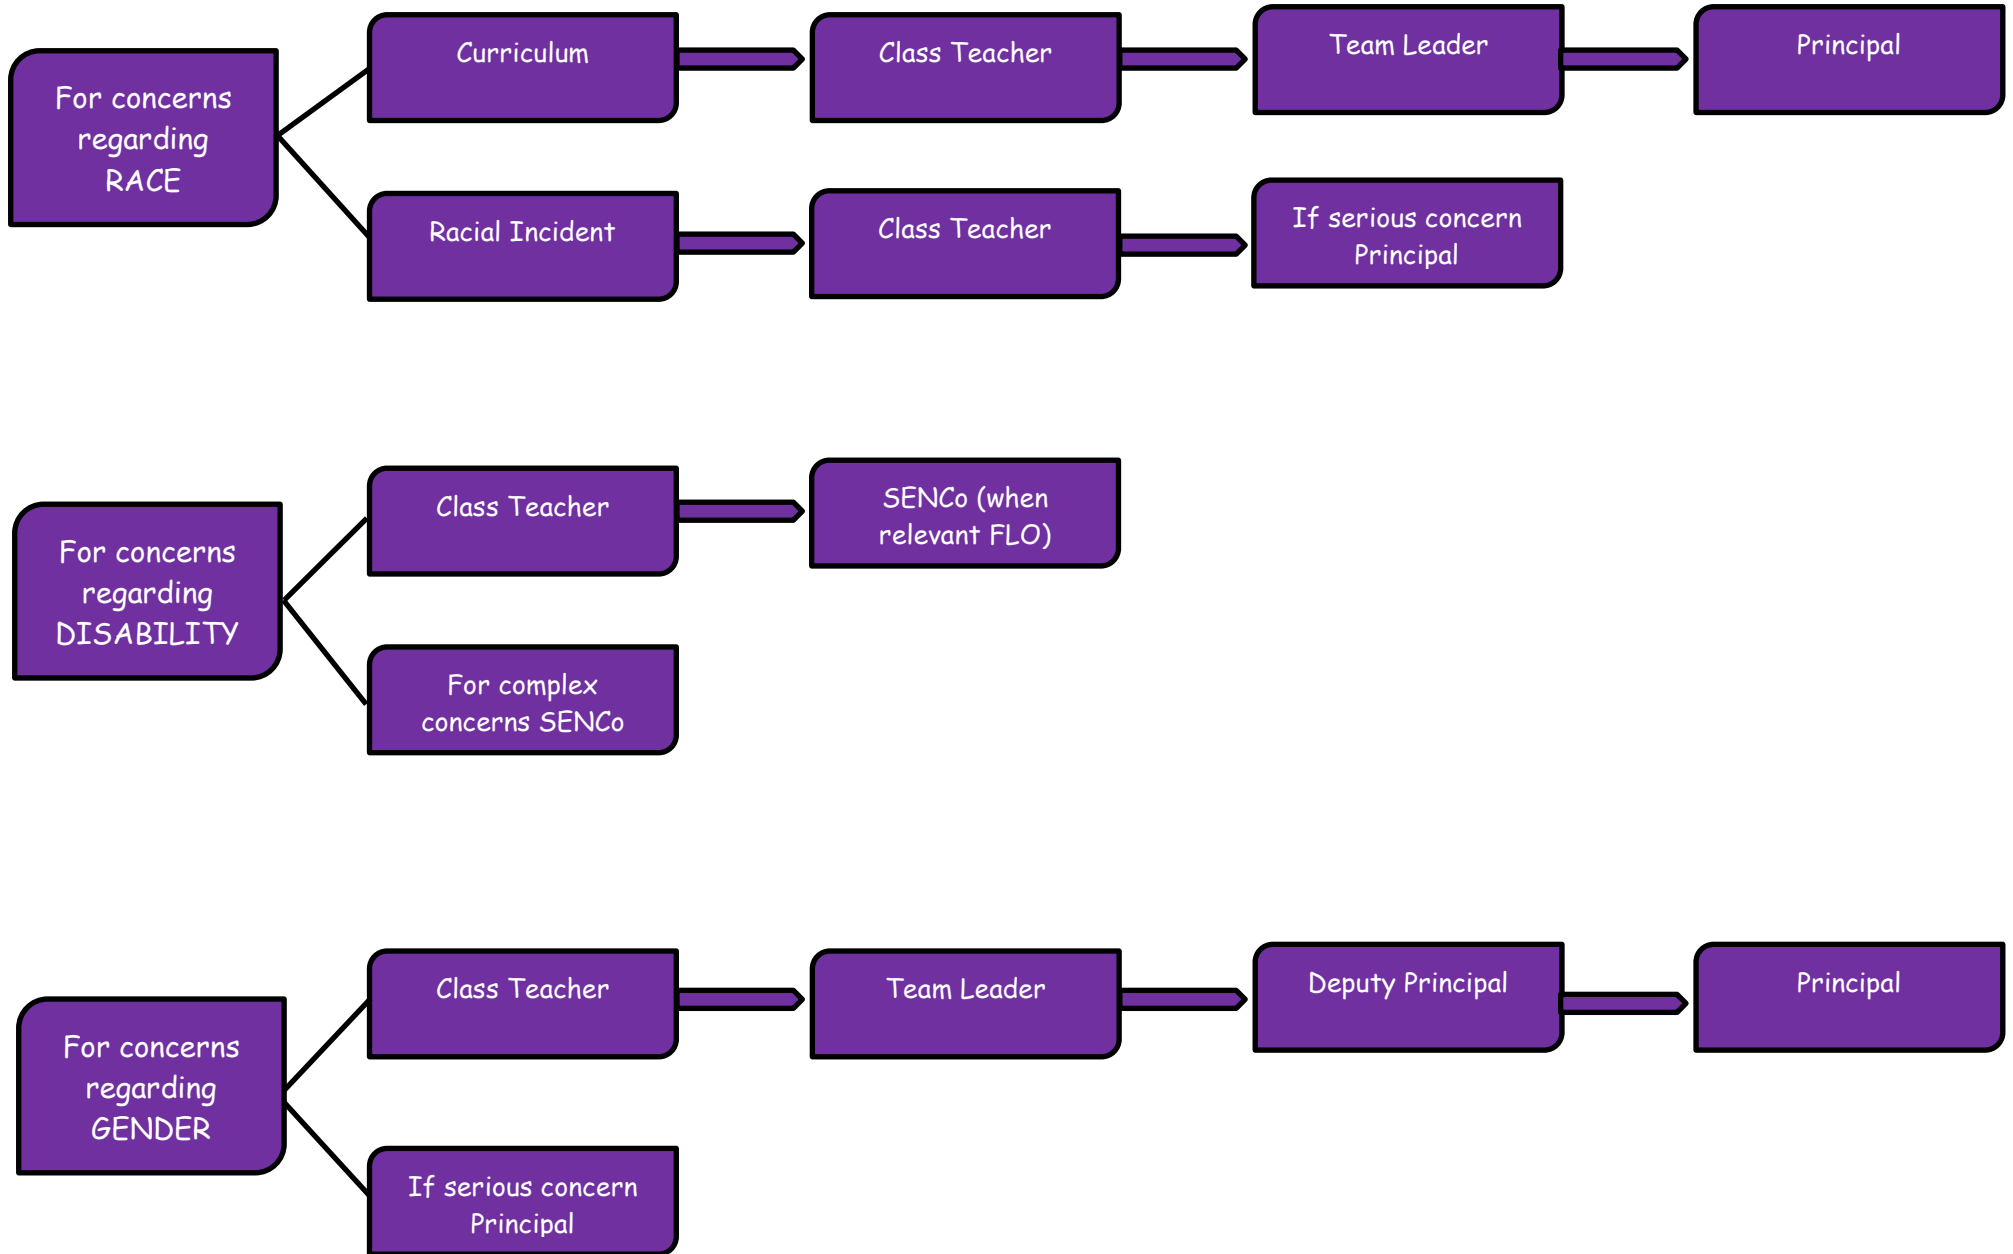 For concerns
regarding
RACE
Curriculum
Class Teacher
Team Leader
Principal
Racial Incident
Class Teacher
If serious concern
Principal
For concerns
regarding
DISABILITY
Class Teacher
SENCo (when
relevant FLO)
For complex
concerns SENCo
For concerns
regarding
GENDER
Class Teacher
Team Leader
Deputy Principal
Principal
If serious concern
Principal